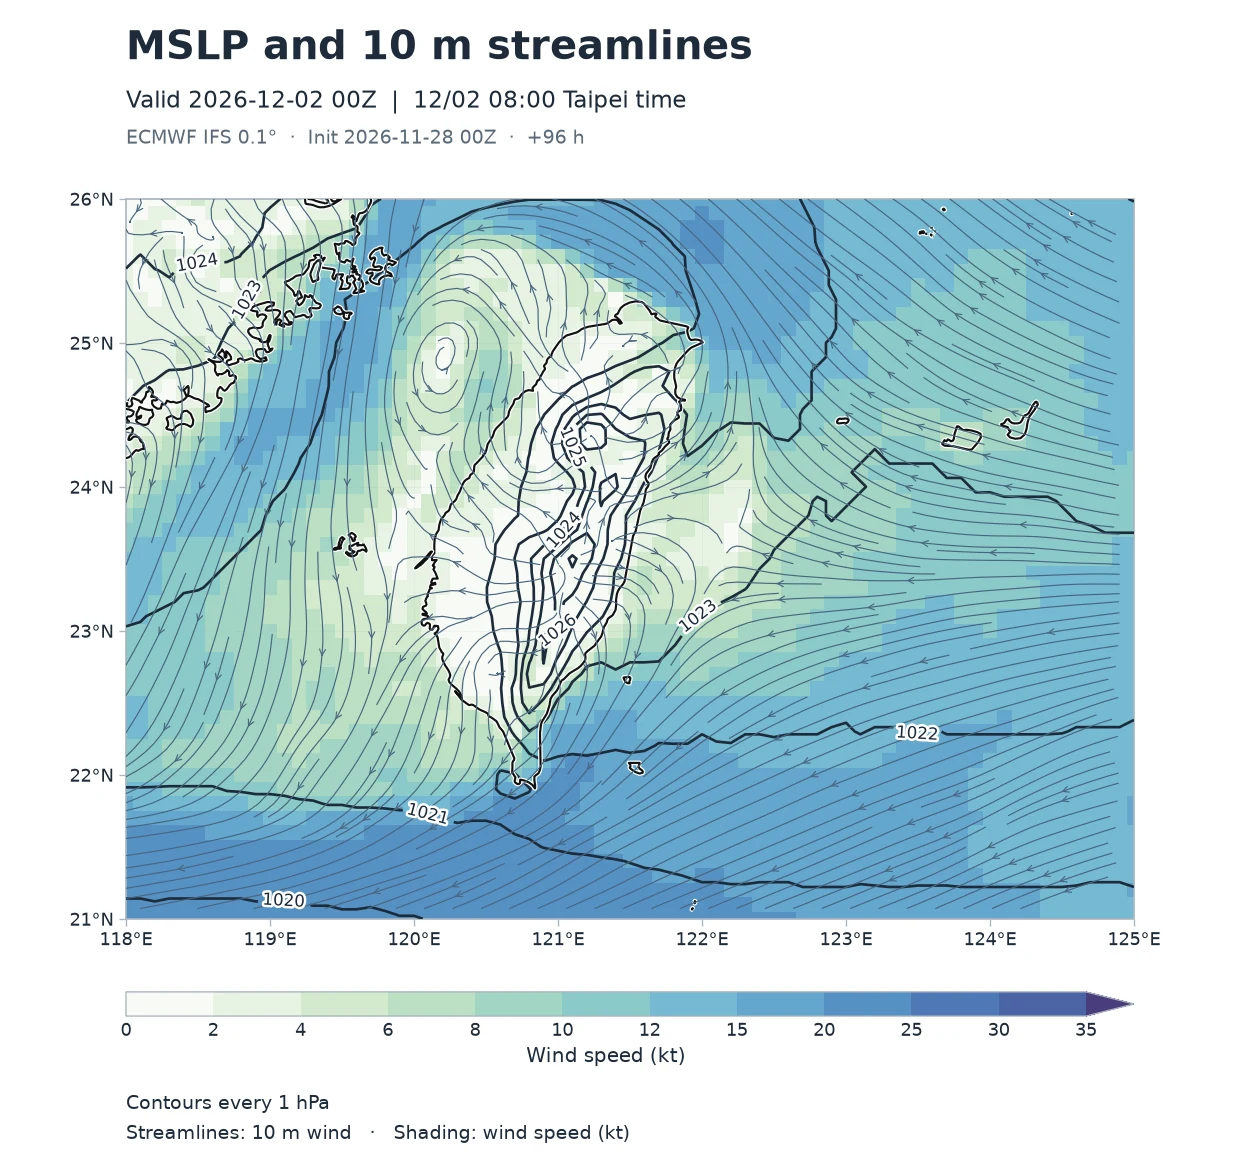 MSLP and 10 m streamlines
Valid 2026-12-02 00Z | 12/02 08:00 Taipei time
ECMWF IFS 0.1° · Init 2026-11-28 00Z · +96 h
26°N
25°N
24°N
23°N
22°N
21°N
1024
1023
1025
1024
1026
1023
1022
1021
1020
118°E 119°E 120°E 121°E 122°E 123°E 124°E 125°E
0 2 4 6 8 10 12 15 20 25 30 35
Wind speed (kt)
Contours every 1 hPa
Streamlines: 10 m wind · Shading: wind speed (kt)